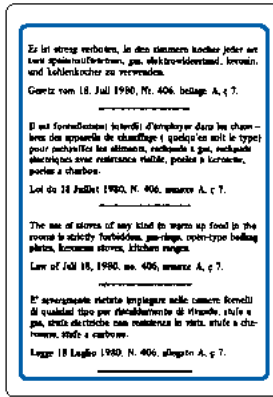 Es ist streng verboten, in den zimmern kocher jeder art
zum speisenaufwärmen, gas, elektrowiderstand, kerosin,
und kohlenkocher zu verwenden.
Gesetz vom 18. Juli 1980, Nr. 406. beilage A, ç 7.
Il est formellement interdit d'employer dans les cham–
bres des appareils de chauffage ( quelqu'en soit le type)
pour rechauffer les aliments, rechauds a gaz, rechauds
electriques avec resistance visible, poeles a kerosene,
poeles a charbon.
Loi du 18 Juillet 1980, N. 406, annexe A, ç 7.
The use of stoves of any kind to warm up food in the
rooms is strictly forbidden, gas-rings, open-type boiling
plates, kerosene stoves, kitchen ranges.
Law of Juli 18, 1980, no. 406, annexe A, ç 7.
E' severamente vietato impiegare nelle camere fornelli
di qualsiasi tipo per riscaldamento di vivande, stufe a
gas, stufe elettriche con resistenza in vista, stufe a che–
rosene, stufe a carbone.
Legge 18 Luglio 1980, N. 406, allegato A, ç 7.